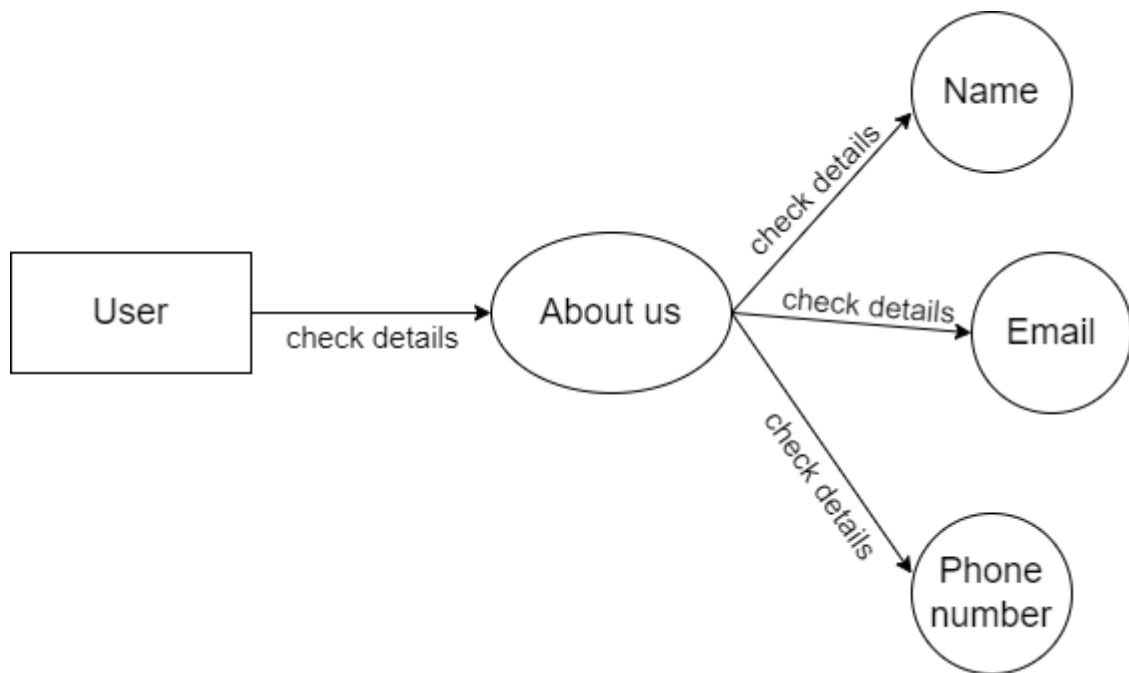 Name
check details
User
check details
About us
check details
Email
check details
Phone
number